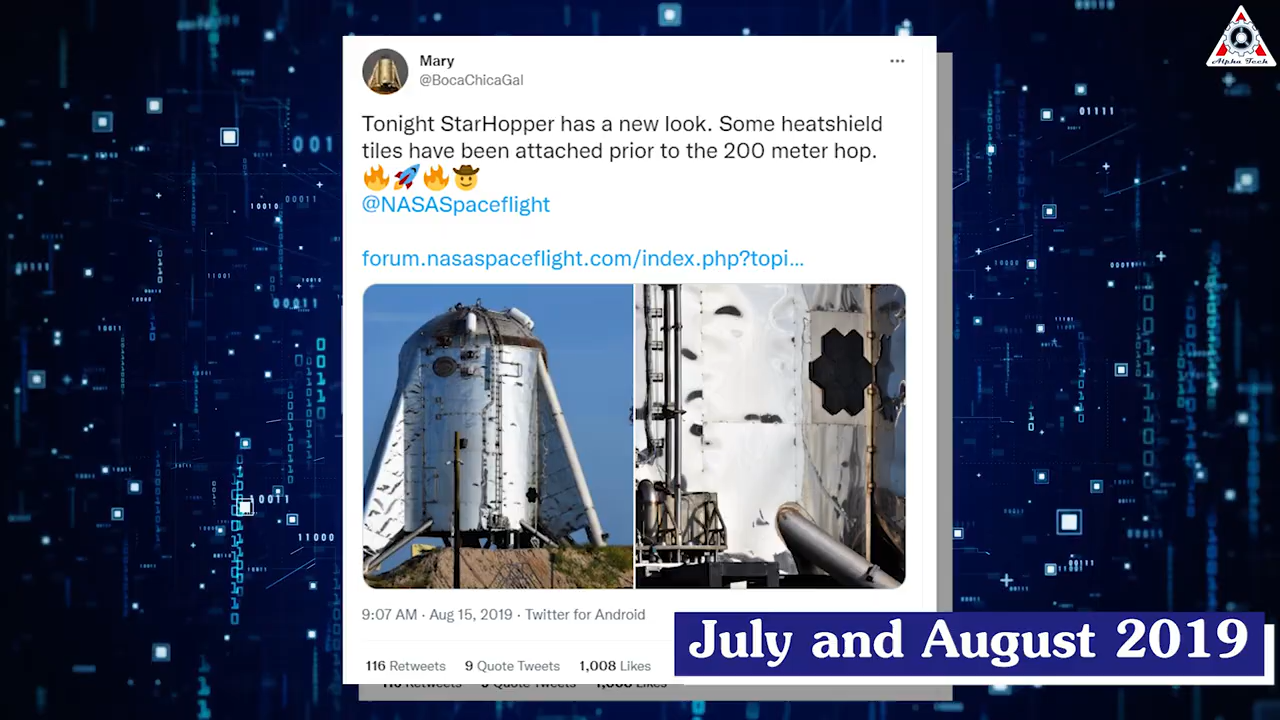 Alpha Tech
Mary
@BocaChicaGal
Tonight StarHopper has a new look. Some heatshield
tiles have been attached prior to the 200 meter hop.
🔥🚀🔥🤠
@NASASpaceflight
forum.nasaspaceflight.com/index.php?topi...
9:07 AM · Aug 15, 2019 · Twitter for Android
116 Retweets 9 Quote Tweets 1,008 Likes
July and August 2019